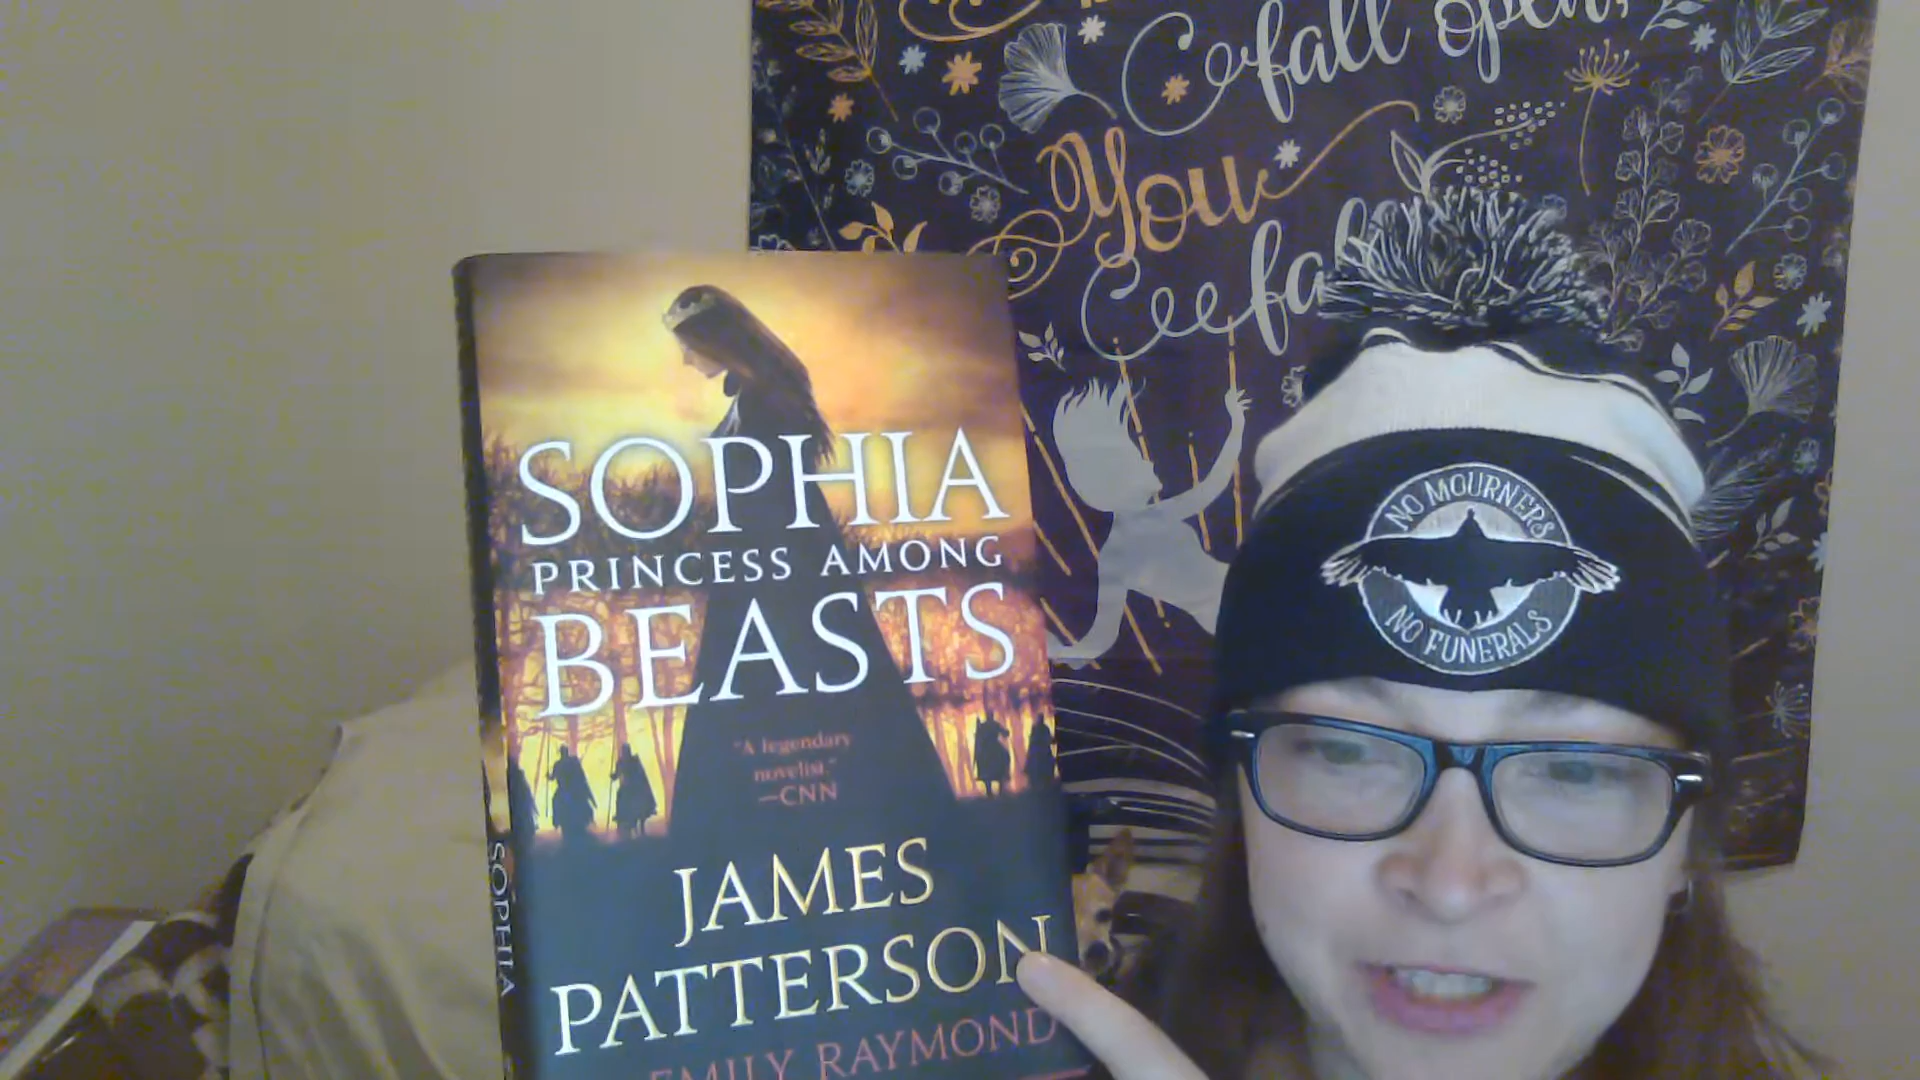 fall open,
You
fa
SOPHIA
PRINCESS AMONG
BEASTS
"A legendary
novelist."
—CNN
JAMES
PATTERSON
EMILY RAYMOND
SOPHIA
NO MOURNERS
NO FUNERALS